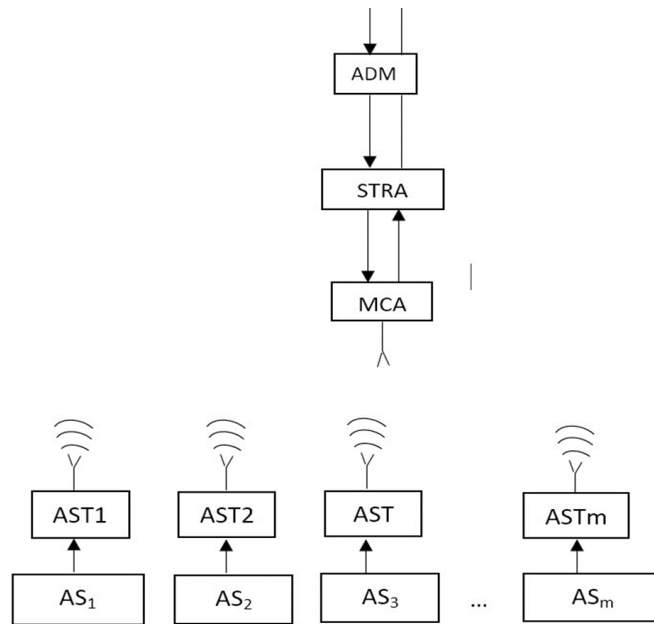 ADM
STRA
MCA
AST1 AST2 AST ASTm
AS₁ AS₂ AS₃ ... ASₘ